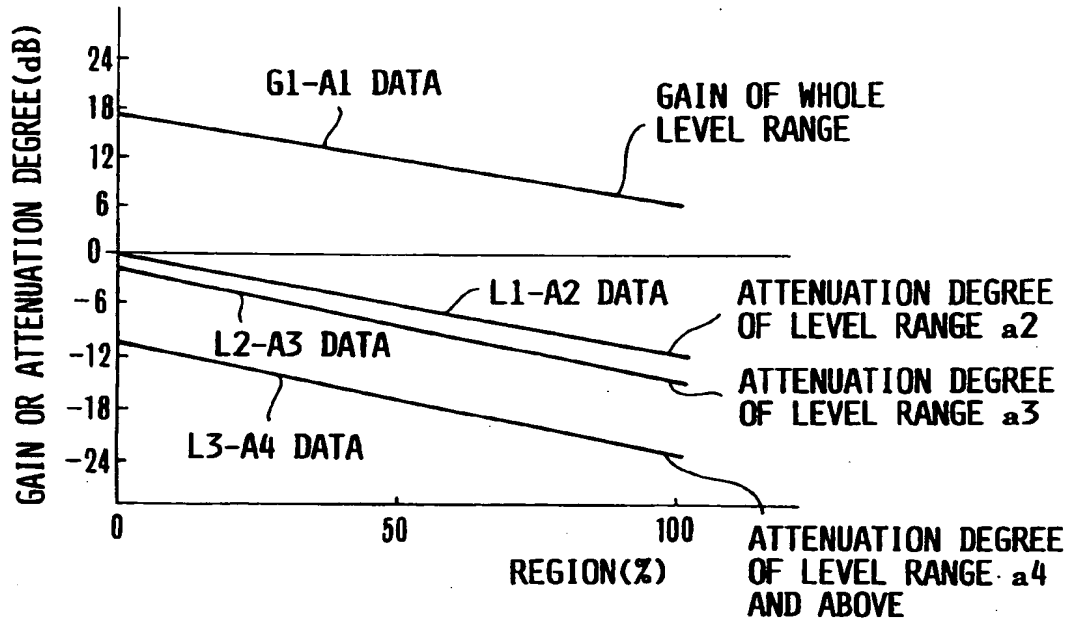 GAIN OR ATTENUATION DEGREE(dB)
24
18
12
6
0
-6
-12
-18
-24
G1-A1 DATA
GAIN OF WHOLE
LEVEL RANGE
L1-A2 DATA
L2-A3 DATA
L3-A4 DATA
ATTENUATION DEGREE
OF LEVEL RANGE a2
ATTENUATION DEGREE
OF LEVEL RANGE a3
0
50
100
REGION(%)
ATTENUATION DEGREE
OF LEVEL RANGE a4
AND ABOVE